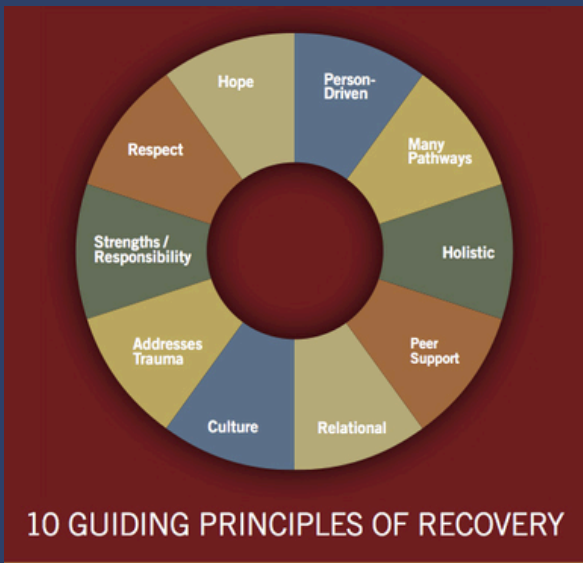 Hope
Person-
Driven
Many
Pathways
Holistic
Peer
Support
Relational
Culture
Addresses
Trauma
Strengths /
Responsibility
Respect
10 GUIDING PRINCIPLES OF RECOVERY